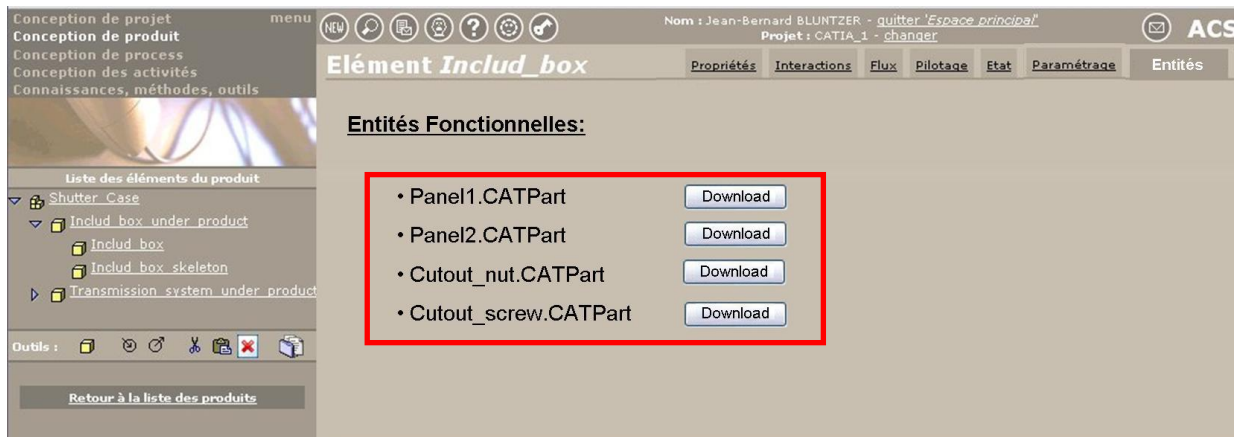 Conception de projet menu
Conception de produit
Conception de process
Conception des activités
Connaissances, méthodes, outils
NEW ?
Nom : Jean-Bernard BLUNTZER - quitter 'Espace principal'
Projet : CATIA_1 - changer
ACS
Elément Includ_box
Propriétés Interactions Flux Pilotage Etat Paramétrage Entités
Liste des éléments du produit
Shutter_Case
Includ_box_under_product
Includ_box
Includ_box_skeleton
Transmission_system_under_product
Outils :
Retour à la liste des produits
Entités Fonctionnelles:
• Panel1.CATPart Download
• Panel2.CATPart Download
• Cutout_nut.CATPart Download
• Cutout_screw.CATPart Download